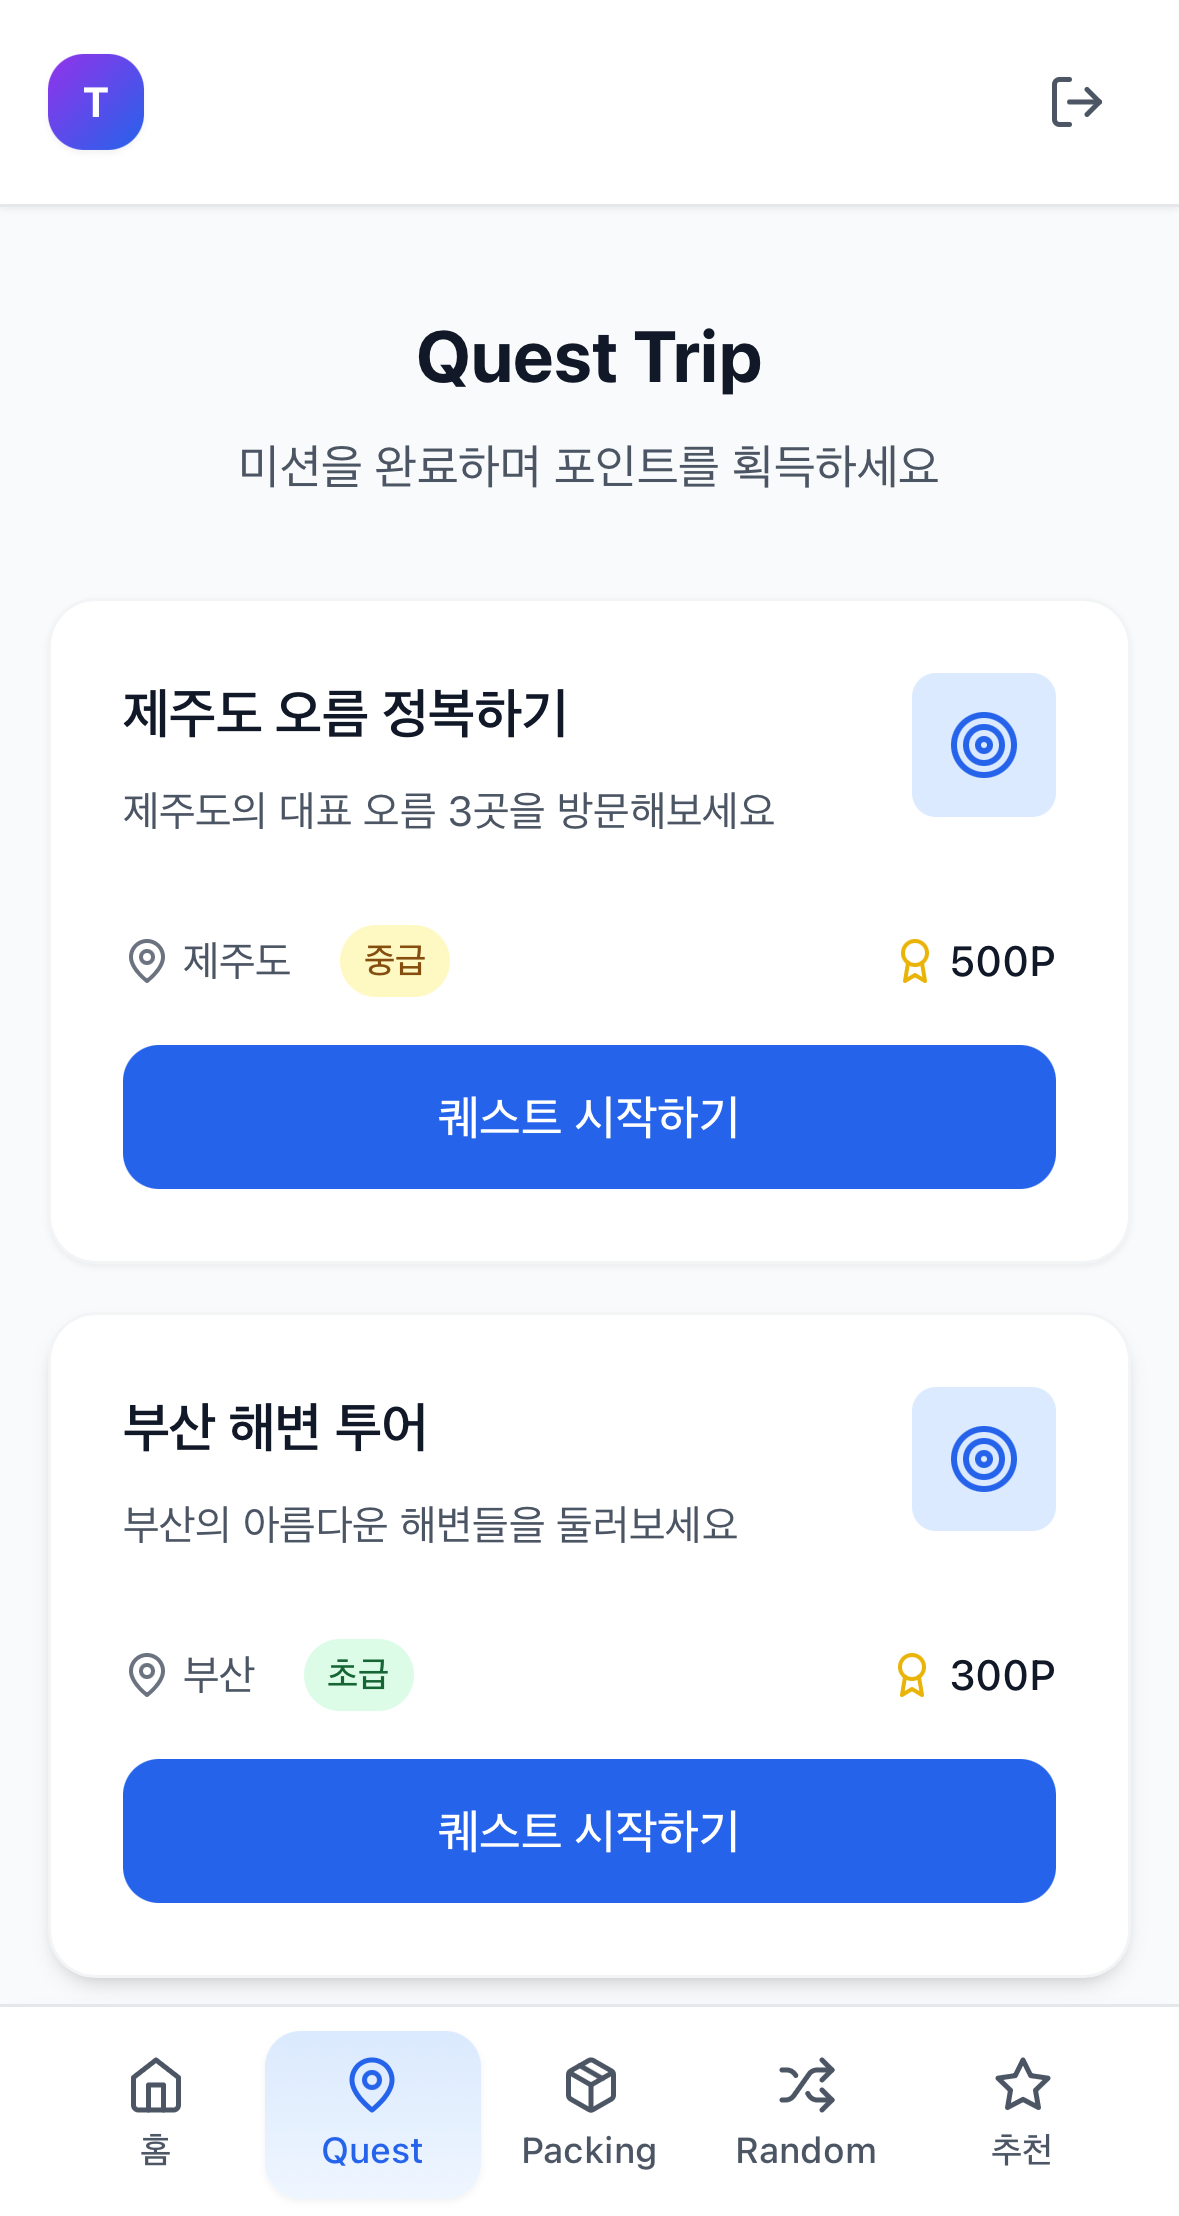 T
Quest Trip
미션을 완료하며 포인트를 획득하세요
제주도 오름 정복하기
제주도의 대표 오름 3곳을 방문해보세요
제주도 중급 500P
퀘스트 시작하기
부산 해변 투어
부산의 아름다운 해변들을 둘러보세요
부산 초급 300P
퀘스트 시작하기
홈 Quest Packing Random 추천